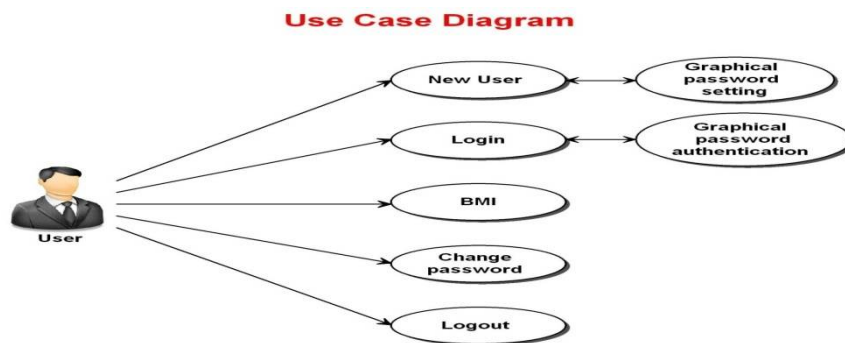 Use Case Diagram
New User
Graphical
password
setting
Login
Graphical
password
authentication
BMI
User
Change
password
Logout